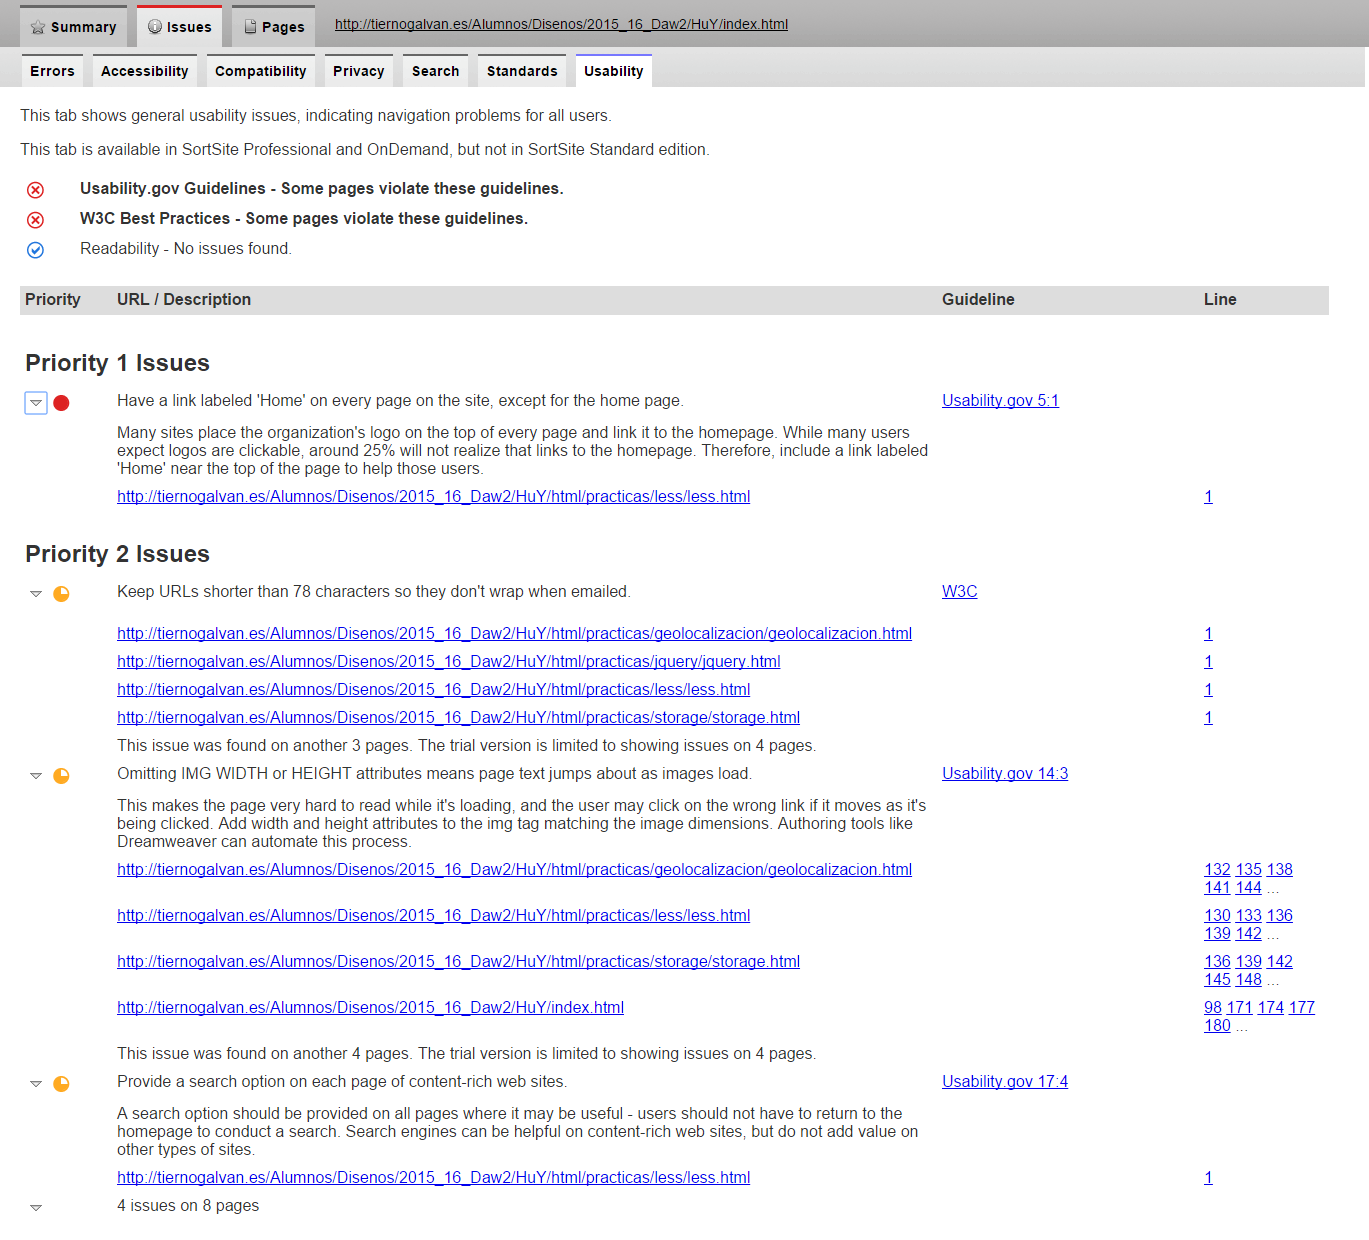 Summary Issues Pages http://tiernogalvan.es/Alumnos/Disenos/2015_16_Daw2/HuY/index.html
Errors Accessibility Compatibility Privacy Search Standards Usability
This tab shows general usability issues, indicating navigation problems for all users.
This tab is available in SortSite Professional and OnDemand, but not in SortSite Standard edition.
Usability.gov Guidelines - Some pages violate these guidelines.
W3C Best Practices - Some pages violate these guidelines.
Readability - No issues found.
Priority URL / Description Guideline Line
Priority 1 Issues
Have a link labeled 'Home' on every page on the site, except for the home page. Usability.gov 5:1
Many sites place the organization's logo on the top of every page and link it to the homepage. While many users
expect logos are clickable, around 25% will not realize that links to the homepage. Therefore, include a link labeled
'Home' near the top of the page to help those users.
http://tiernogalvan.es/Alumnos/Disenos/2015_16_Daw2/HuY/html/practicas/less/less.html 1
Priority 2 Issues
Keep URLs shorter than 78 characters so they don't wrap when emailed. W3C
http://tiernogalvan.es/Alumnos/Disenos/2015_16_Daw2/HuY/html/practicas/geolocalizacion/geolocalizacion.html 1
http://tiernogalvan.es/Alumnos/Disenos/2015_16_Daw2/HuY/html/practicas/jquery/jquery.html 1
http://tiernogalvan.es/Alumnos/Disenos/2015_16_Daw2/HuY/html/practicas/less/less.html 1
http://tiernogalvan.es/Alumnos/Disenos/2015_16_Daw2/HuY/html/practicas/storage/storage.html 1
This issue was found on another 3 pages. The trial version is limited to showing issues on 4 pages.
Omitting IMG WIDTH or HEIGHT attributes means page text jumps about as images load. Usability.gov 14:3
This makes the page very hard to read while it's loading, and the user may click on the wrong link if it moves as it's
being clicked. Add width and height attributes to the img tag matching the image dimensions. Authoring tools like
Dreamweaver can automate this process.
http://tiernogalvan.es/Alumnos/Disenos/2015_16_Daw2/HuY/html/practicas/geolocalizacion/geolocalizacion.html 132 135 138
141 144 ...
http://tiernogalvan.es/Alumnos/Disenos/2015_16_Daw2/HuY/html/practicas/less/less.html 130 133 136
139 142 ...
http://tiernogalvan.es/Alumnos/Disenos/2015_16_Daw2/HuY/html/practicas/storage/storage.html 136 139 142
145 148 ...
http://tiernogalvan.es/Alumnos/Disenos/2015_16_Daw2/HuY/index.html 98 171 174 177
180 ...
This issue was found on another 4 pages. The trial version is limited to showing issues on 4 pages.
Provide a search option on each page of content-rich web sites. Usability.gov 17:4
A search option should be provided on all pages where it may be useful - users should not have to return to the
homepage to conduct a search. Search engines can be helpful on content-rich web sites, but do not add value on
other types of sites.
http://tiernogalvan.es/Alumnos/Disenos/2015_16_Daw2/HuY/html/practicas/less/less.html 1
4 issues on 8 pages